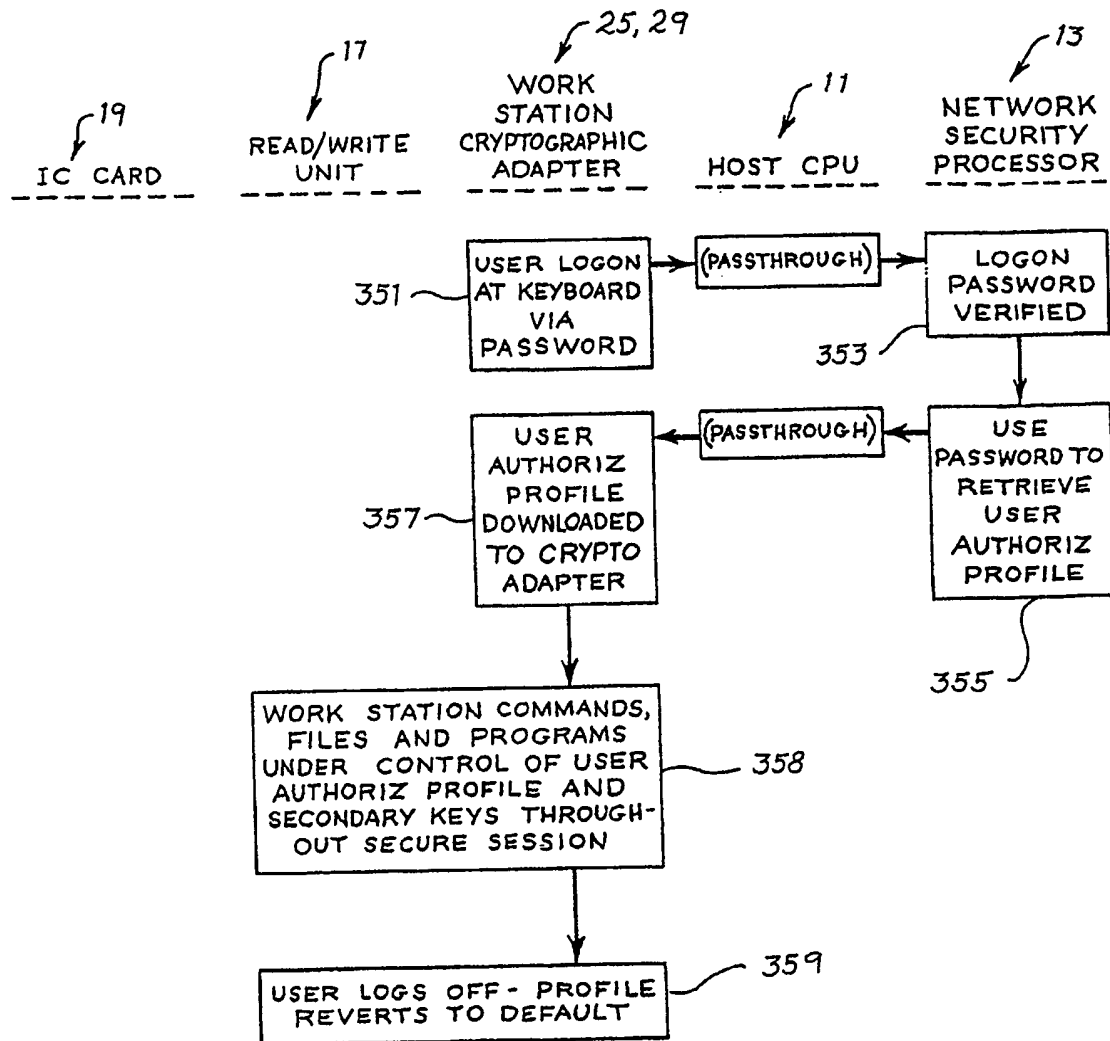 25, 29
17
13
19
WORK
STATION
CRYPTOGRAPHIC
ADAPTER
11
NETWORK
SECURITY
PROCESSOR
READ/WRITE
UNIT
IC CARD
HOST CPU
USER LOGON
AT KEYBOARD
VIA
PASSWORD
351
(PASSTHROUGH)
LOGON
PASSWORD
VERIFIED
353
USER
AUTHORIZ
PROFILE
DOWNLOADED
TO CRYPTO
ADAPTER
357
(PASSTHROUGH)
USE
PASSWORD TO
RETRIEVE
USER
AUTHORIZ
PROFILE
355
WORK STATION COMMANDS,
FILES AND PROGRAMS
UNDER CONTROL OF USER
AUTHORIZ PROFILE AND
SECONDARY KEYS THROUGH-
OUT SECURE SESSION
358
USER LOGS OFF - PROFILE
REVERTS TO DEFAULT
359